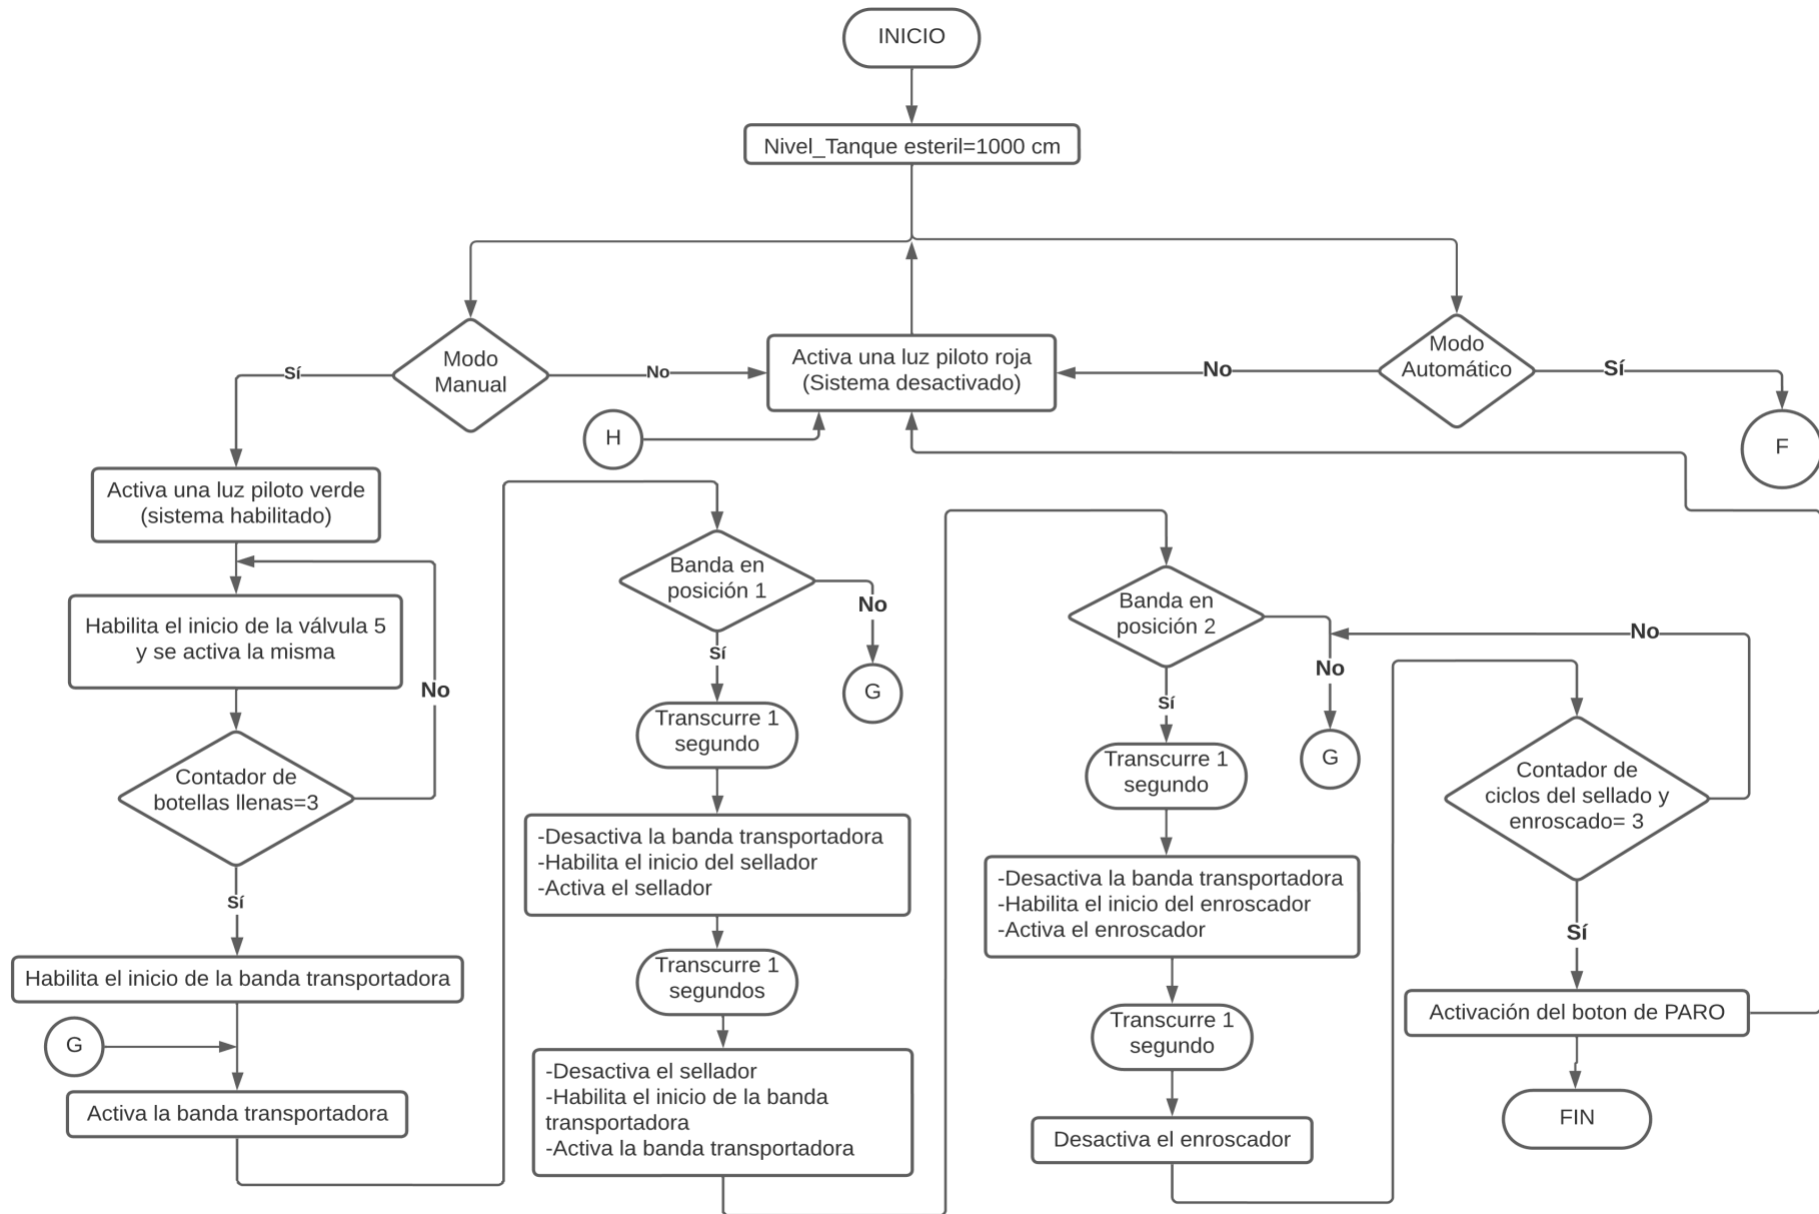 INICIO
Nivel_Tanque esteril=1000 cm
Modo
Manual
Sí
No
Activa una luz piloto roja
(Sistema desactivado)
Modo
Automático
No
Sí
H
F
Activa una luz piloto verde
(sistema habilitado)
Habilita el inicio de la válvula 5
y se activa la misma
No
Contador de
botellas llenas=3
Sí
Habilita el inicio de la banda transportadora
G
Activa la banda transportadora
Banda en
posición 1
No
G
Sí
Transcurre 1
segundo
-Desactiva la banda transportadora
-Habilita el inicio del sellador
-Activa el sellador
Transcurre 1
segundos
-Desactiva el sellador
-Habilita el inicio de la banda
transportadora
-Activa la banda transportadora
Banda en
posición 2
No
G
Sí
Transcurre 1
segundo
-Desactiva la banda transportadora
-Habilita el inicio del enroscador
-Activa el enroscador
Transcurre 1
segundo
Desactiva el enroscador
No
Contador de
ciclos del sellado y
enroscado= 3
Sí
Activación del boton de PARO
FIN